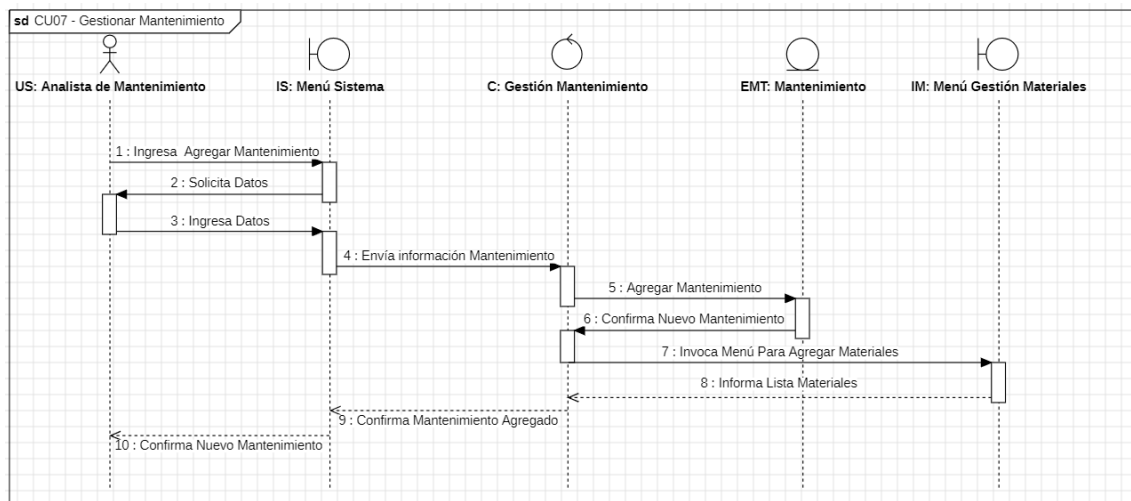 sd CU07 - Gestionar Mantenimiento
US: Analista de Mantenimiento
IS: Menú Sistema
C: Gestión Mantenimiento
EMT: Mantenimiento
IM: Menú Gestión Materiales
1 : Ingresa Agregar Mantenimiento
2 : Solicita Datos
3 : Ingresa Datos
4 : Envía información Mantenimiento
5 : Agregar Mantenimiento
6 : Confirma Nuevo Mantenimiento
7 : Invoca Menú Para Agregar Materiales
8 : Informa Lista Materiales
9 : Confirma Mantenimiento Agregado
10 : Confirma Nuevo Mantenimiento